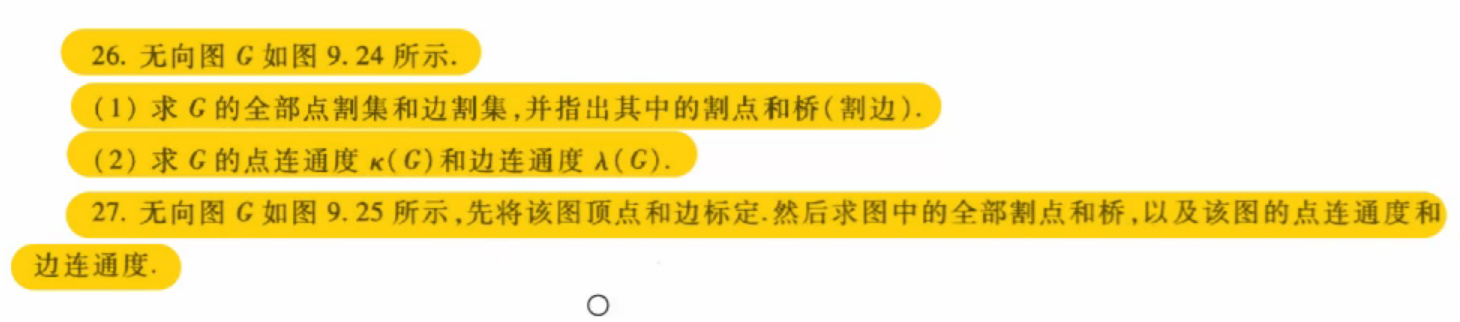 26. 无向图 G 如图 9.24 所示.
(1) 求 G 的全部点割集和边割集,并指出其中的割点和桥(割边).
(2) 求 G 的点连通度 κ(G)和边连通度 λ(G).
27. 无向图 G 如图 9.25 所示,先将该图顶点和边标定.然后求图中的全部割点和桥,以及该图的点连通度和
边连通度.